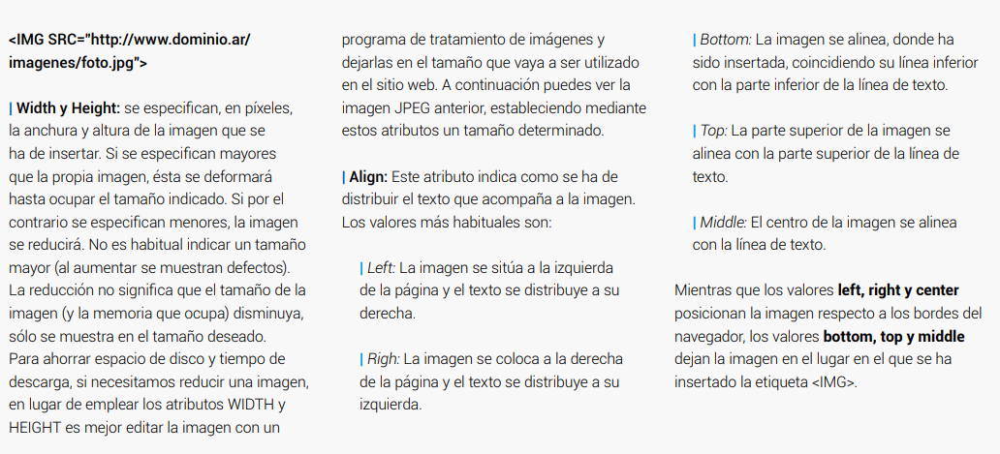 <IMG SRC="http://www.dominio.ar/
imagenes/foto.jpg">
| Width y Height: se especifican, en píxeles,
la anchura y altura de la imagen que se
ha de insertar. Si se especifican mayores
que la propia imagen, ésta se deformará
hasta ocupar el tamaño indicado. Si por el
contrario se especifican menores, la imagen
se reducirá. No es habitual indicar un tamaño
mayor (al aumentar se muestran defectos).
La reducción no significa que el tamaño de la
imagen (y la memoria que ocupa) disminuya,
sólo se muestra en el tamaño deseado.
Para ahorrar espacio de disco y tiempo de
descarga, si necesitamos reducir una imagen,
en lugar de emplear los atributos WIDTH y
HEIGHT es mejor editar la imagen con un
programa de tratamiento de imágenes y
dejarlas en el tamaño que vaya a ser utilizado
en el sitio web. A continuación puedes ver la
imagen JPEG anterior, estableciendo mediante
estos atributos un tamaño determinado.
| Align: Este atributo indica como se ha de
distribuir el texto que acompaña a la imagen.
Los valores más habituales son:
| Left: La imagen se sitúa a la izquierda
de la página y el texto se distribuye a su
derecha.
| Righ: La imagen se coloca a la derecha
de la página y el texto se distribuye a su
izquierda.
| Bottom: La imagen se alinea, donde ha
sido insertada, coincidiendo su línea inferior
con la parte inferior de la línea de texto.
| Top: La parte superior de la imagen se
alinea con la parte superior de la línea de
texto.
| Middle: El centro de la imagen se alinea
con la línea de texto.
Mientras que los valores left, right y center
posicionan la imagen respecto a los bordes del
navegador, los valores bottom, top y middle
dejan la imagen en el lugar en el que se ha
insertado la etiqueta <IMG>.